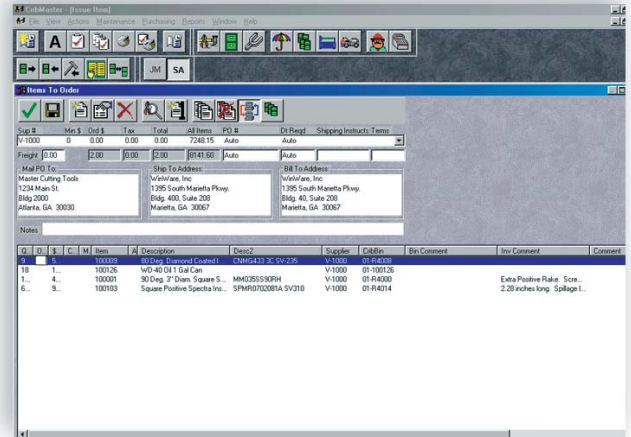 CribMaster - [Issue Item]
File View Actions Maintenance Purchasing Reports Window Help
A
JM SA
Items To Order
Sup # Min $ Ord $ Tax Total All Items PO # Dt Reqd Shipping Instructs Terms
V-1000 0 0.00 0.00 0.00 7248.15 Auto Auto
Freight 0.00 2.00 0.00 2.00 8141.60 Auto Auto
Mail PO To: Ship To Address: Bill To Address
Master Cutting Tools WinWare, Inc WinWare, Inc
1234 Main St. 1395 South Marietta Pkwy. 1395 South Marietta Pkwy.
Bldg 2000 Bldg. 400, Suite 208 Bldg. 40, Suite 208
Atlanta, GA 30030 Marietta, GA 30067 Marietta, GA 30067
Notes
Q. O. $. C... M Item A Description Desc2 Supplier CribBin Bin Comment Inv Comment Comment
9 5... 100009 80 Deg. Diamond Coated I... CNMG433 3C SV-235 V-1000 01-R4008
18 1... 100126 WD-40 Oil 1 Gal Can V-1000 01-100126
1... 4... 100001 90 Deg. 3" Diam. Square S... MM035SS90RH V-1000 01-R4000 Extra Positive Rake. Scre...
6... 9... 100103 Square Positive Spectra Ins... SPMR0702081A SV310 V-1000 01-R4014 2.28 inches long. Spillage I...